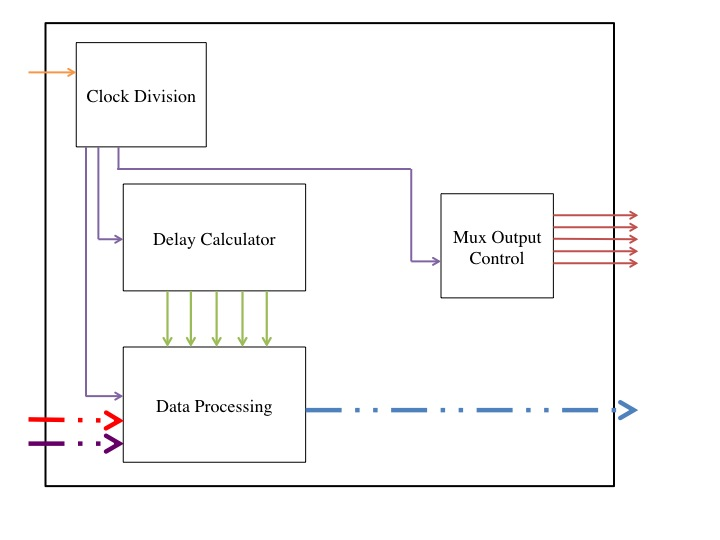 Clock Division
Delay Calculator
Mux Output
Control
Data Processing